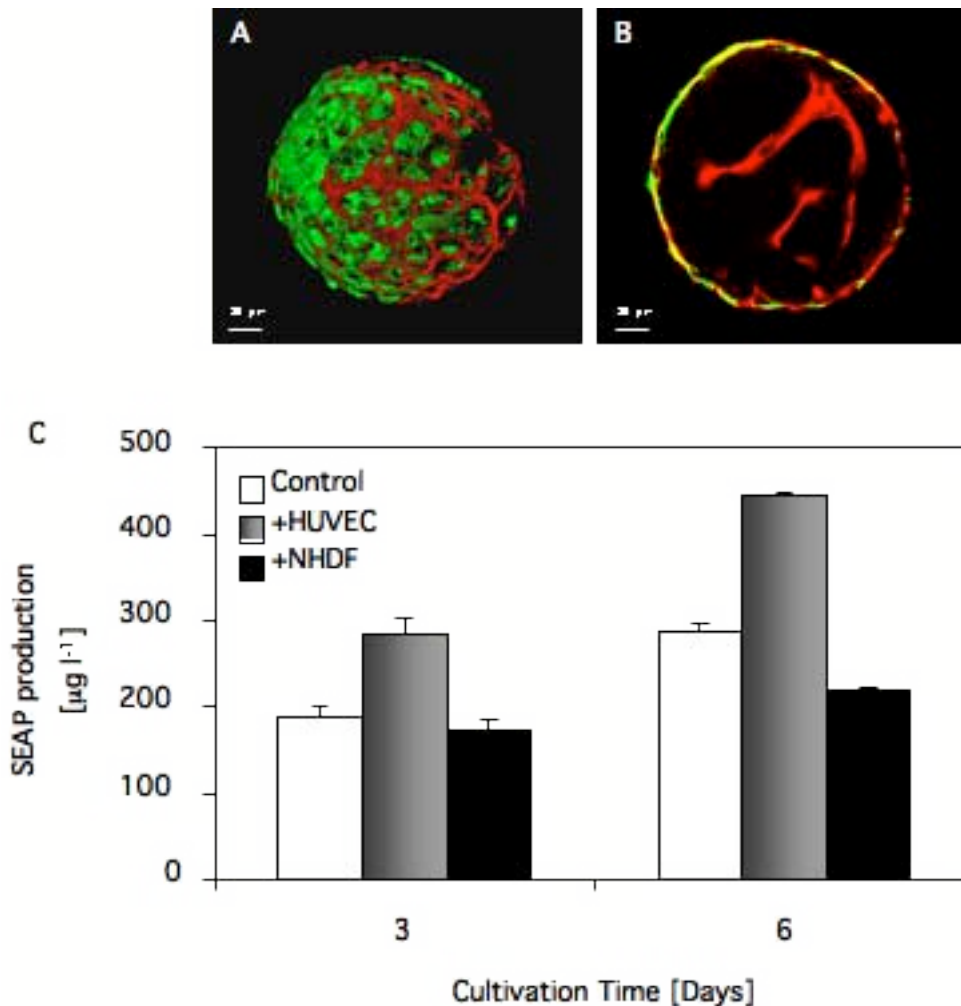 A
B
C
500
400
300
200
100
0
Control
+HUVEC
+NHDF
SEAP production
[µg l-1]
3
6
Cultivation Time [Days]